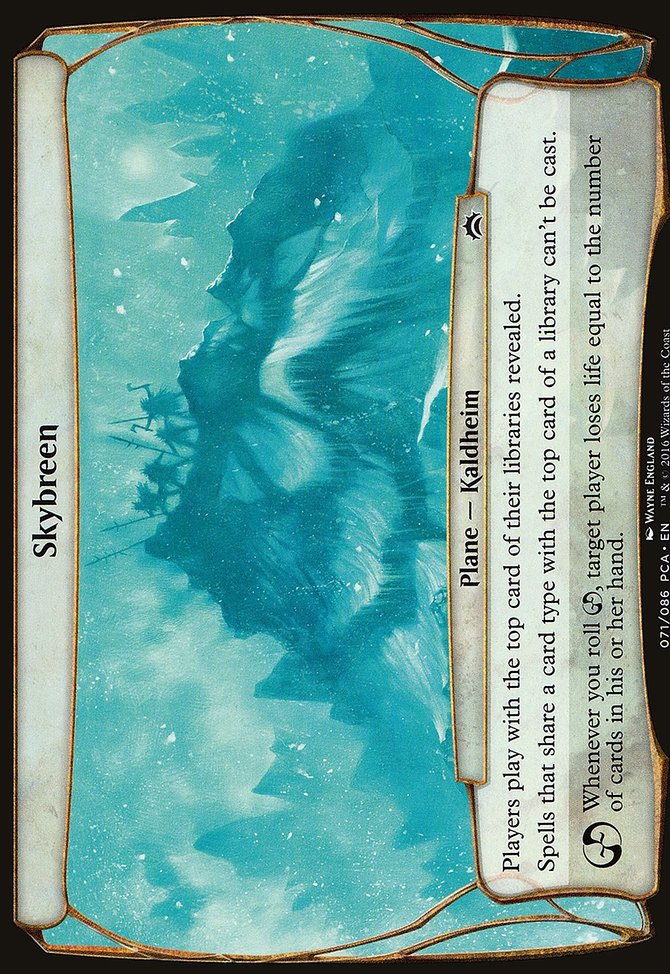 Skybreen
Plane — Kaldheim
Players play with the top card of their libraries revealed.
Spells that share a card type with the top card of a library can't be cast.
Whenever you roll , target player loses life equal to the number
of cards in his or her hand.
071/086 PCA • EN WAYNE ENGLAND
™ & © 2016 Wizards of the Coast